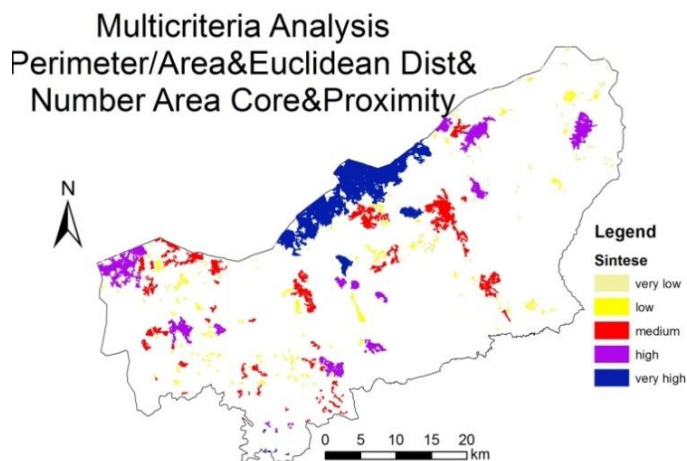 Multicriteria Analysis
Perimeter/Area&Euclidean Dist&
Number Area Core&Proximity
N
Legend
Sintese
very low
low
medium
high
very high
0 5 10 15 20
km